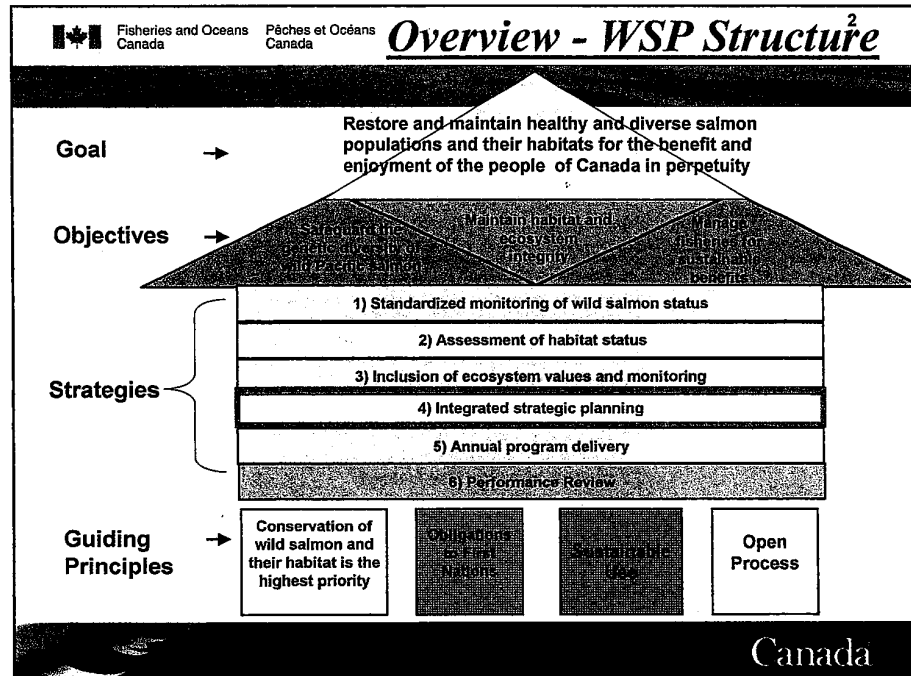 Fisheries and Oceans
Canada
Pêches et Océans
Canada
Overview - WSP Structure
2
Goal
Restore and maintain healthy and diverse salmon
populations and their habitats for the benefit and
enjoyment of the people of Canada in perpetuity
Objectives
Safeguard the
genetic diversity of
wild Pacific salmon
Maintain habitat and
ecosystem
integrity
Manage
fisheries for
sustainable
benefits
Strategies
1) Standardized monitoring of wild salmon status
2) Assessment of habitat status
3) Inclusion of ecosystem values and monitoring
4) Integrated strategic planning
5) Annual program delivery
6) Performance Review
Guiding
Principles
Conservation of
wild salmon and
their habitat is the
highest priority
Obligations
to First
Nations
Sustainable
Use
Open
Process
Canada